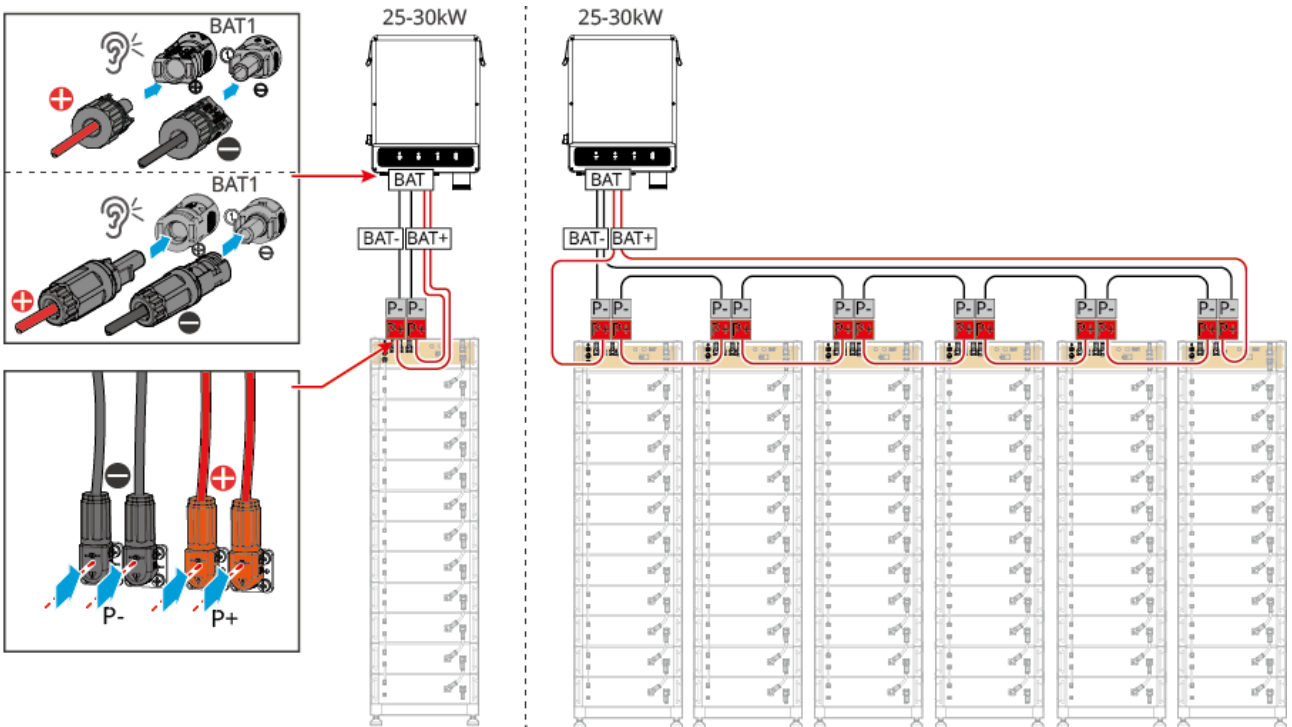 BAT1
BAT1
P-
P+
25-30kW
BAT
BAT- BAT+
P- P-
P+ P+
25-30kW
BAT
BAT- BAT+
P- P- P- P- P- P- P- P- P- P- P- P-
P+ P+ P+ P+ P+ P+ P+ P+ P+ P+ P+ P+